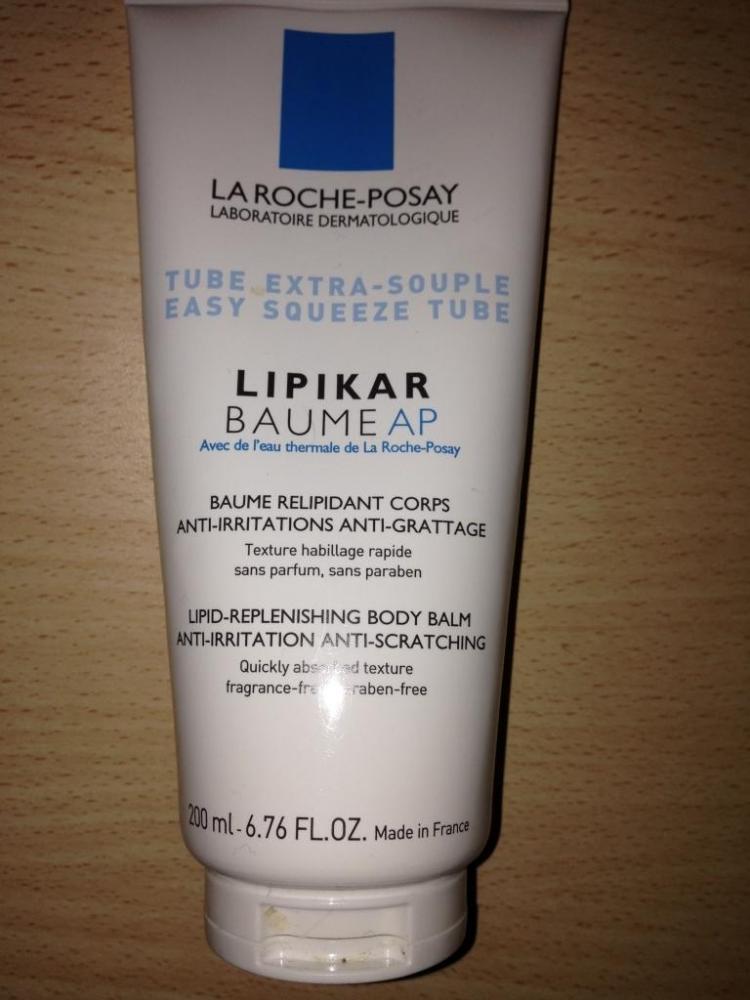 LA ROCHE-POSAY
LABORATOIRE DERMATOLOGIQUE
TUBE EXTRA-SOUPLE
EASY SQUEEZE TUBE
LIPIKAR
BAUME AP
Avec de l'eau thermale de La Roche-Posay
BAUME RELIPIDANT CORPS
ANTI-IRRITATIONS ANTI-GRATTAGE
Texture habillage rapide
sans parfum, sans paraben
LIPID-REPLENISHING BODY BALM
ANTI-IRRITATION ANTI-SCRATCHING
Quickly texture
200 ml - 6.76 FL.OZ. Made in France